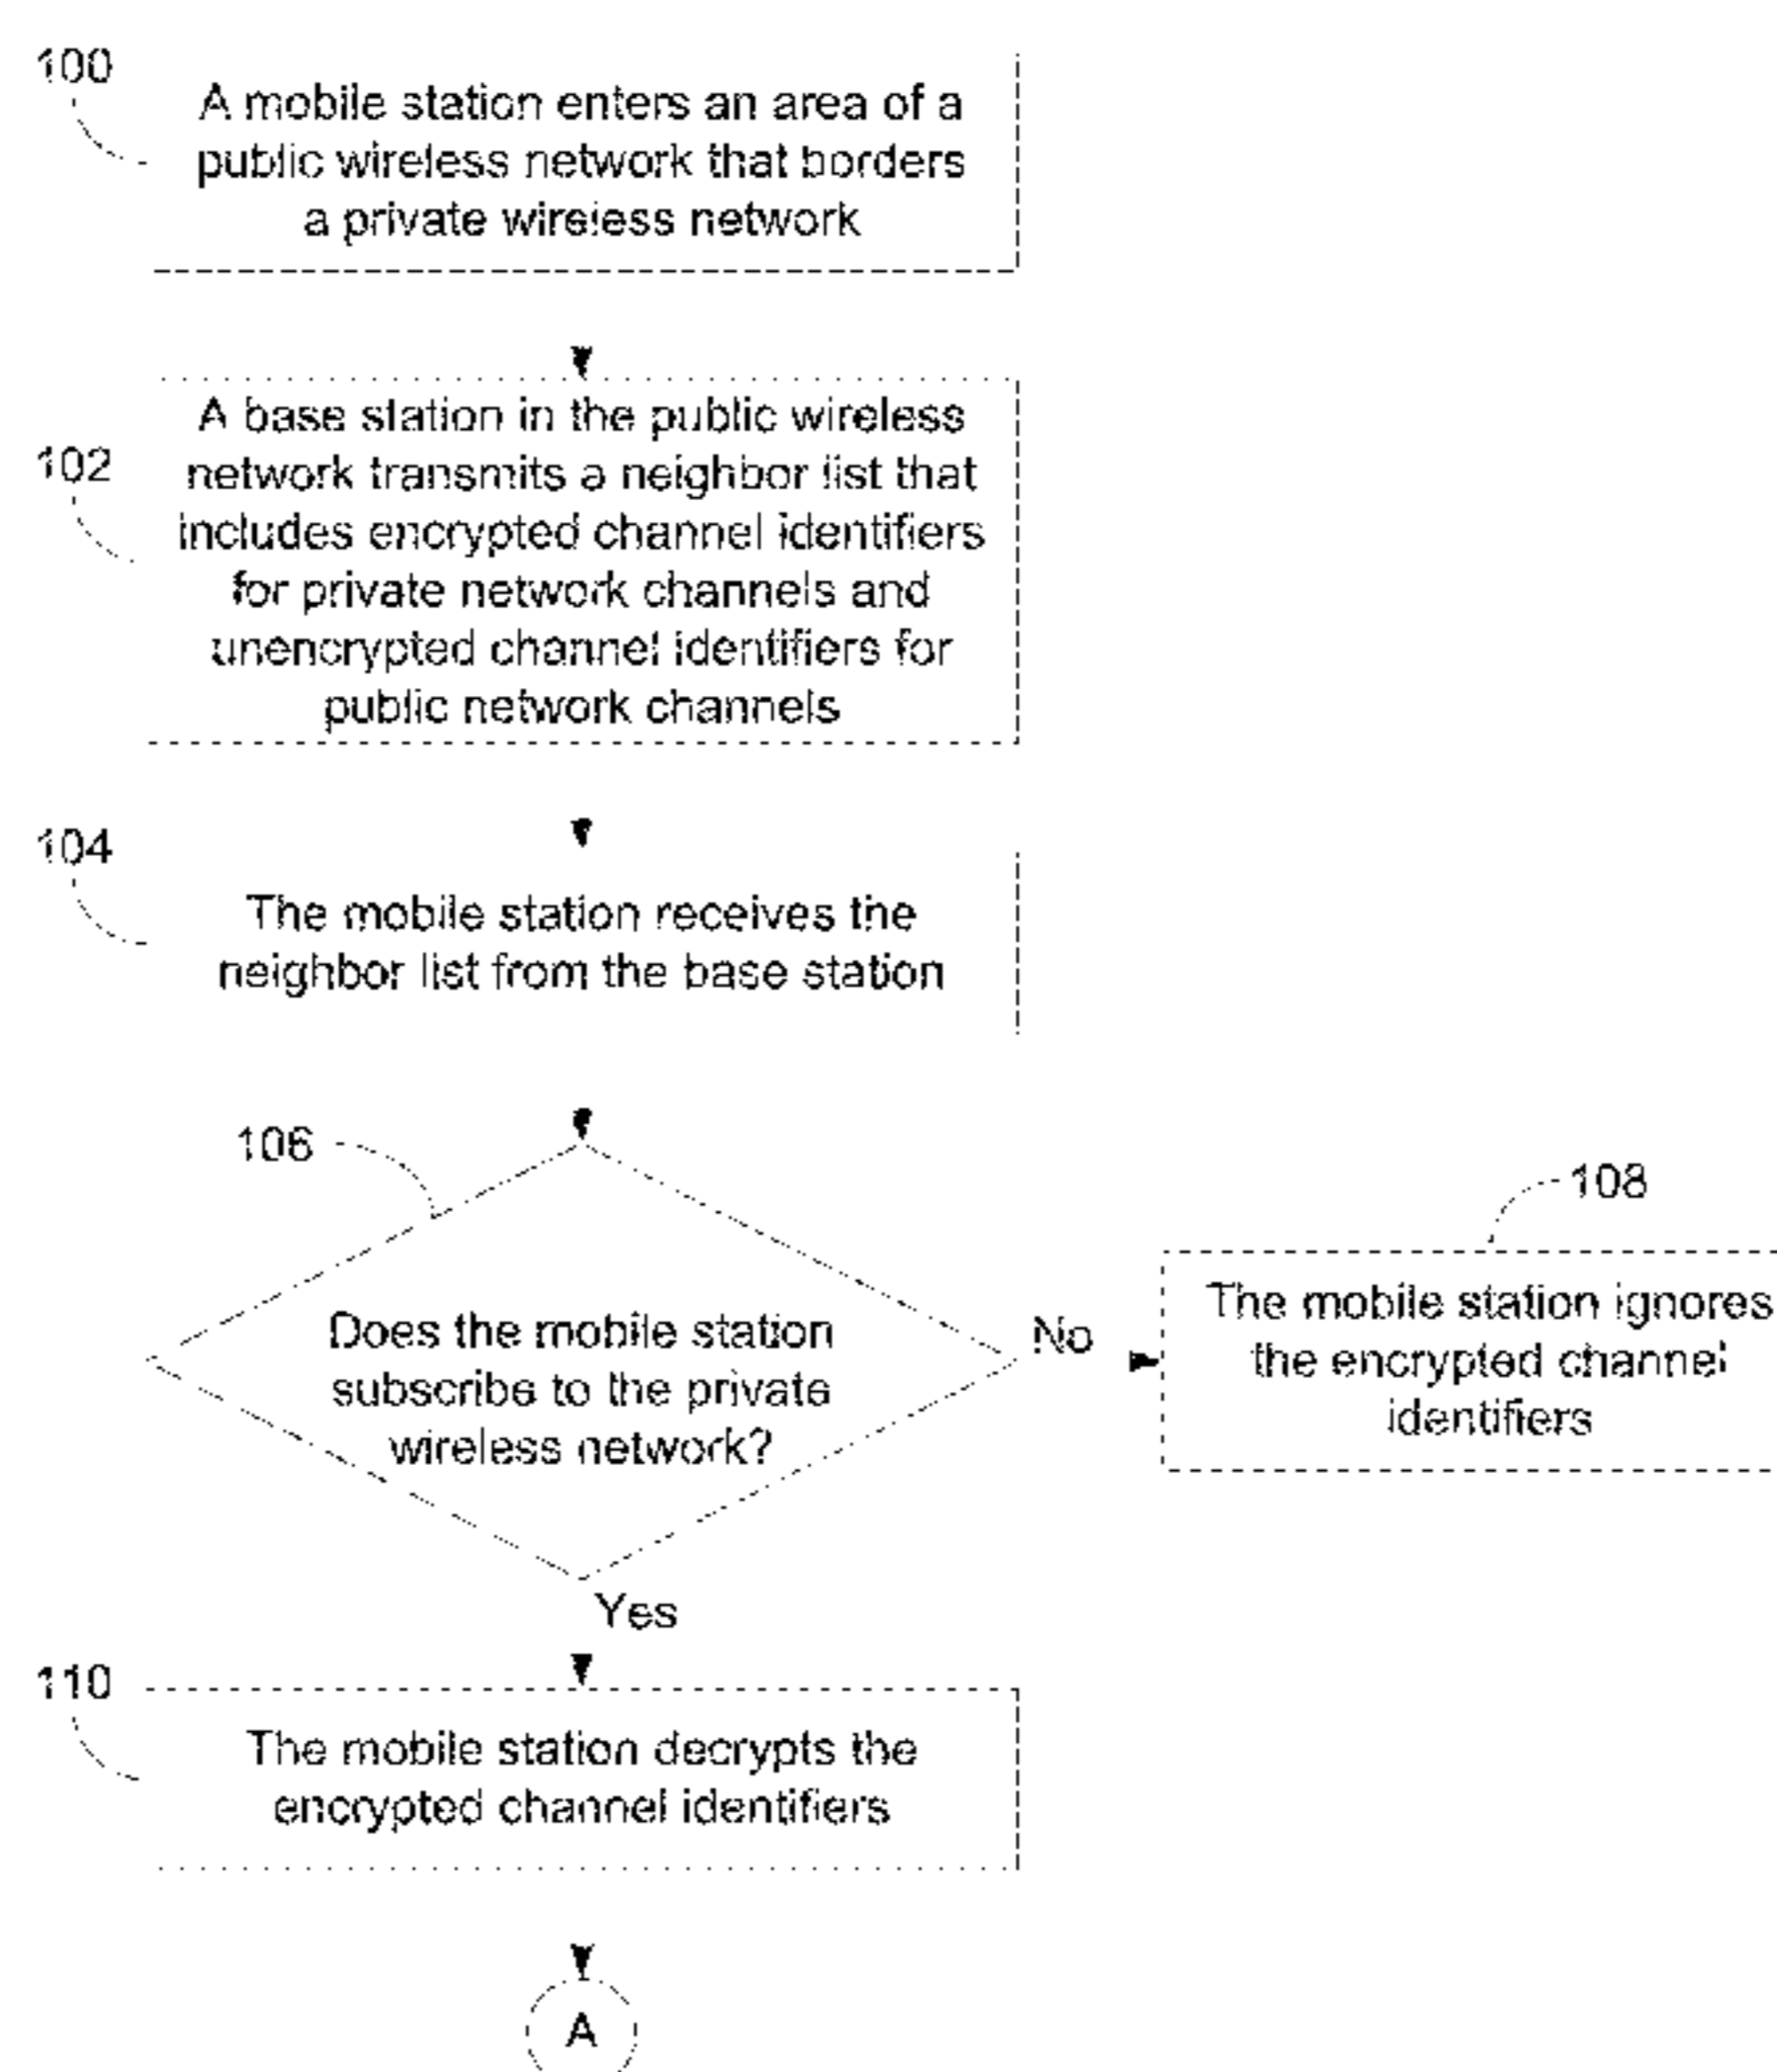 100
A mobile station enters an area of a
public wireless network that borders
a private wireless network
102
A base station in the public wireless
network transmits a neighbor list that
includes encrypted channel identifiers
for private network channels and
unencrypted channel identifiers for
public network channels
104
The mobile station receives the
neighbor list from the base station
106
Does the mobile station
subscribe to the private
wireless network?
No
108
The mobile station ignores
the encrypted channel
identifiers
Yes
110
The mobile station decrypts the
encrypted channel identifiers
A